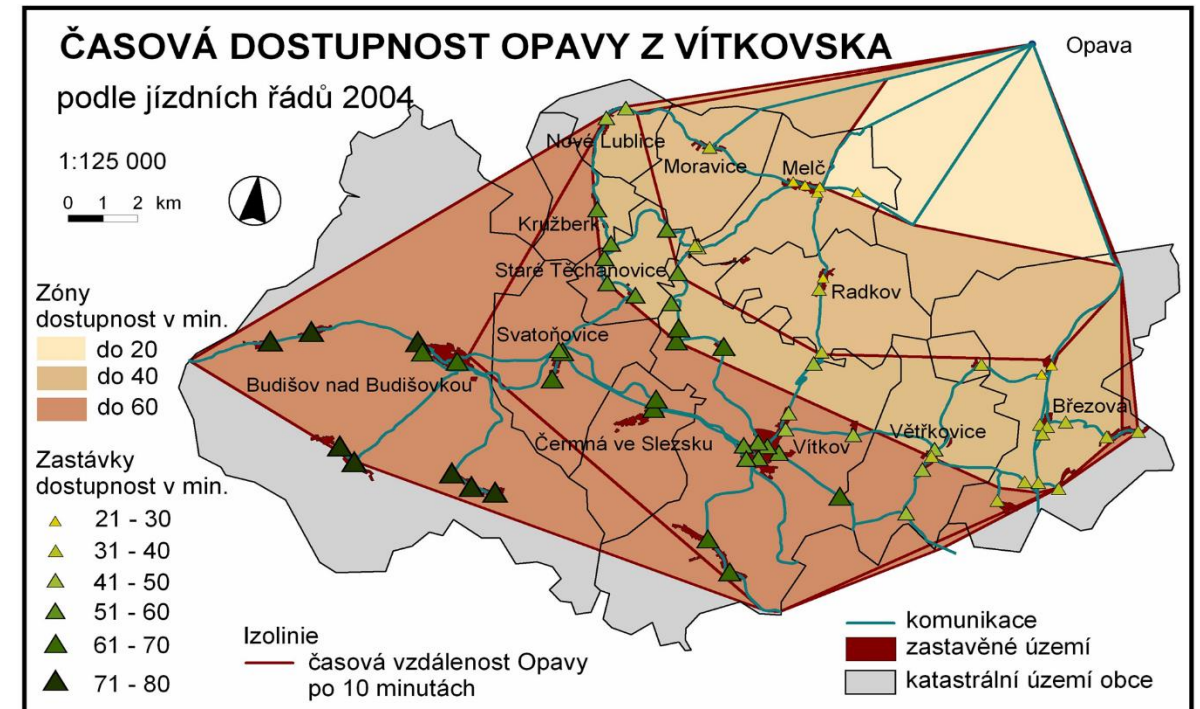 ČASOVÁ DOSTUPNOST OPAVY Z VÍTKOVSKA
podle jízdních řádů 2004
1:125 000
0 1 2 km
Opava
Nové Lublice
Moravice
Melč
Kružberk
Staré Těchanovice
Radkov
Svatoňovice
Budišov nad Budišovkou
Březová
Čermná ve Slezsku
Vítkov
Větřkovice
Zóny
dostupnost v min.
do 20
do 40
do 60
Zastávky
dostupnost v min.
21 - 30
31 - 40
41 - 50
51 - 60
61 - 70
71 - 80
Izolinie
časová vzdálenost Opavy
po 10 minutách
komunikace
zastavěné území
katastrální území obce